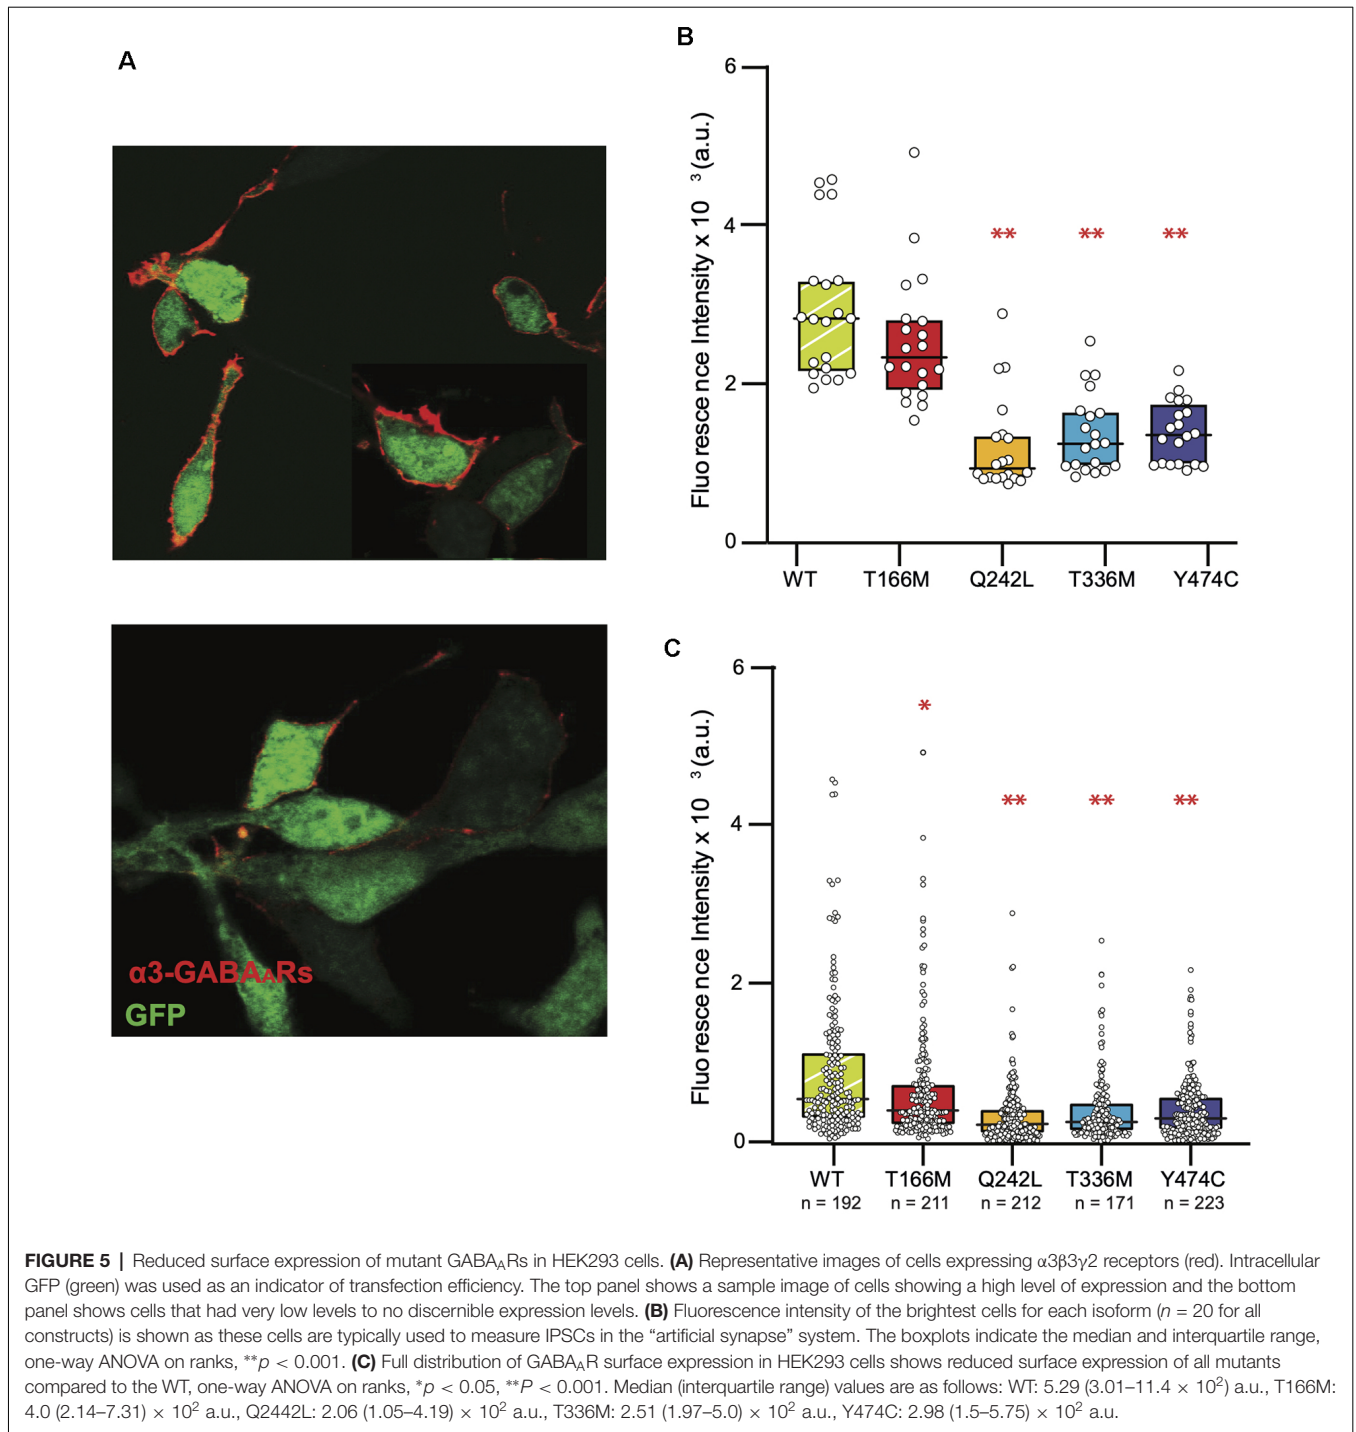 A
α3-GABAARs
GFP
B
6
4
2
0
Fluo resce nce Intensity x 10 3 (a.u.)
**
**
**
WT
T166M
Q242L
T336M
Y474C
C
6
4
2
0
Fluo resce nce Intensity x 10 3 (a.u.)
*
**
**
**
WT
T166M
Q242L
T336M
Y474C
n = 192
n = 211
n = 212
n = 171
n = 223
FIGURE 5 | Reduced surface expression of mutant GABAARs in HEK293 cells. (A) Representative images of cells expressing α3β3γ2 receptors (red). Intracellular
GFP (green) was used as an indicator of transfection efficiency. The top panel shows a sample image of cells showing a high level of expression and the bottom
panel shows cells that had very low levels to no discernible expression levels. (B) Fluorescence intensity of the brightest cells for each isoform (n = 20 for all
constructs) is shown as these cells are typically used to measure IPSCs in the “artificial synapse” system. The boxplots indicate the median and interquartile range,
one-way ANOVA on ranks, **p < 0.001. (C) Full distribution of GABAAR surface expression in HEK293 cells shows reduced surface expression of all mutants
compared to the WT, one-way ANOVA on ranks, *p < 0.05, **P < 0.001. Median (interquartile range) values are as follows: WT: 5.29 (3.01–11.4 × 10²) a.u., T166M:
4.0 (2.14–7.31) × 10² a.u., Q2442L: 2.06 (1.05–4.19) × 10² a.u., T336M: 2.51 (1.97–5.0) × 10² a.u., Y474C: 2.98 (1.5–5.75) × 10² a.u.